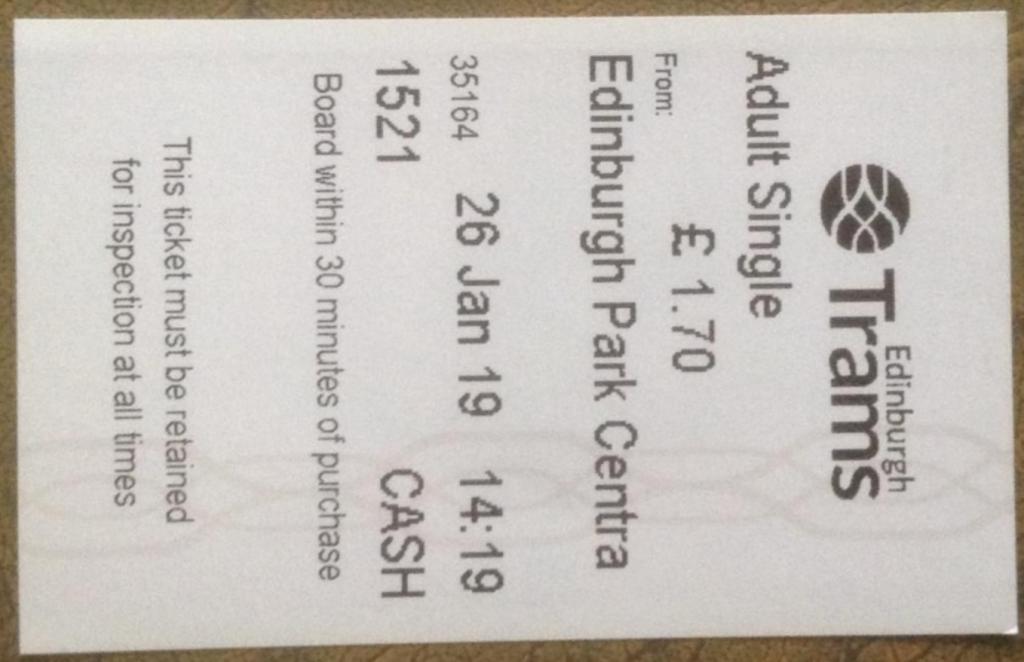 Edinburgh
Trams
Adult Single
£ 1.70
From:
Edinburgh Park Centra
35164 26 Jan 19 14:19
1521 CASH
Board within 30 minutes of purchase
This ticket must be retained
for inspection at all times